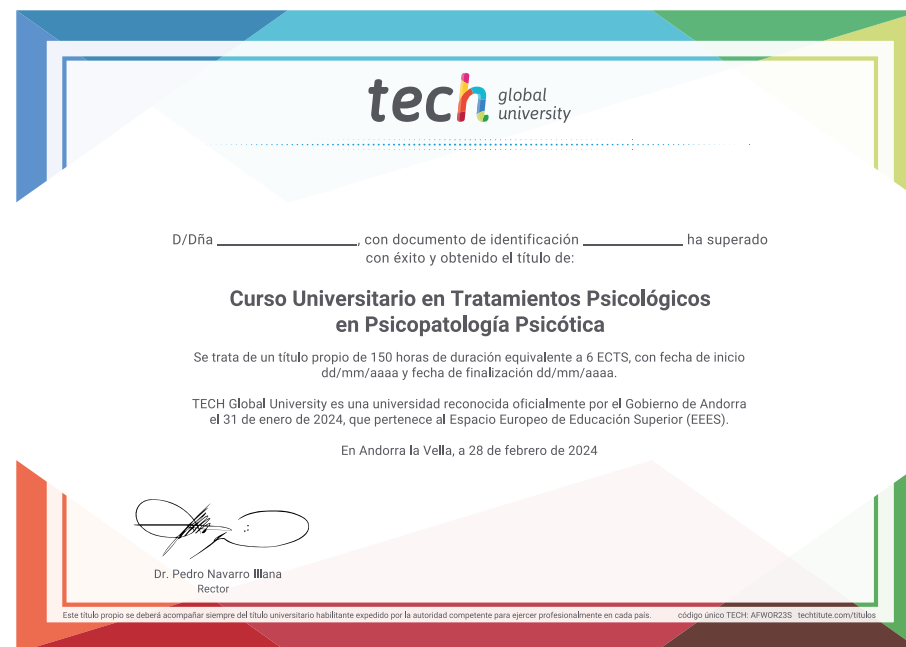 tech global university
D/Dña ______________, con documento de identificación __________ ha superado
con éxito y obtenido el título de:
Curso Universitario en Tratamientos Psicológicos
en Psicopatología Psicótica
Se trata de un título propio de 150 horas de duración equivalente a 6 ECTS, con fecha de inicio
dd/mm/aaaa y fecha de finalización dd/mm/aaaa.
TECH Global University es una universidad reconocida oficialmente por el Gobierno de Andorra
el 31 de enero de 2024, que pertenece al Espacio Europeo de Educación Superior (EEES).
En Andorra la Vella, a 28 de febrero de 2024
Dr. Pedro Navarro Illana
Rector
Este título propio se deberá acompañar siempre del título universitario habilitante expedido por la autoridad competente para ejercer profesionalmente en cada país. código único TECH: AFWOR23S techtitute.com/titulos